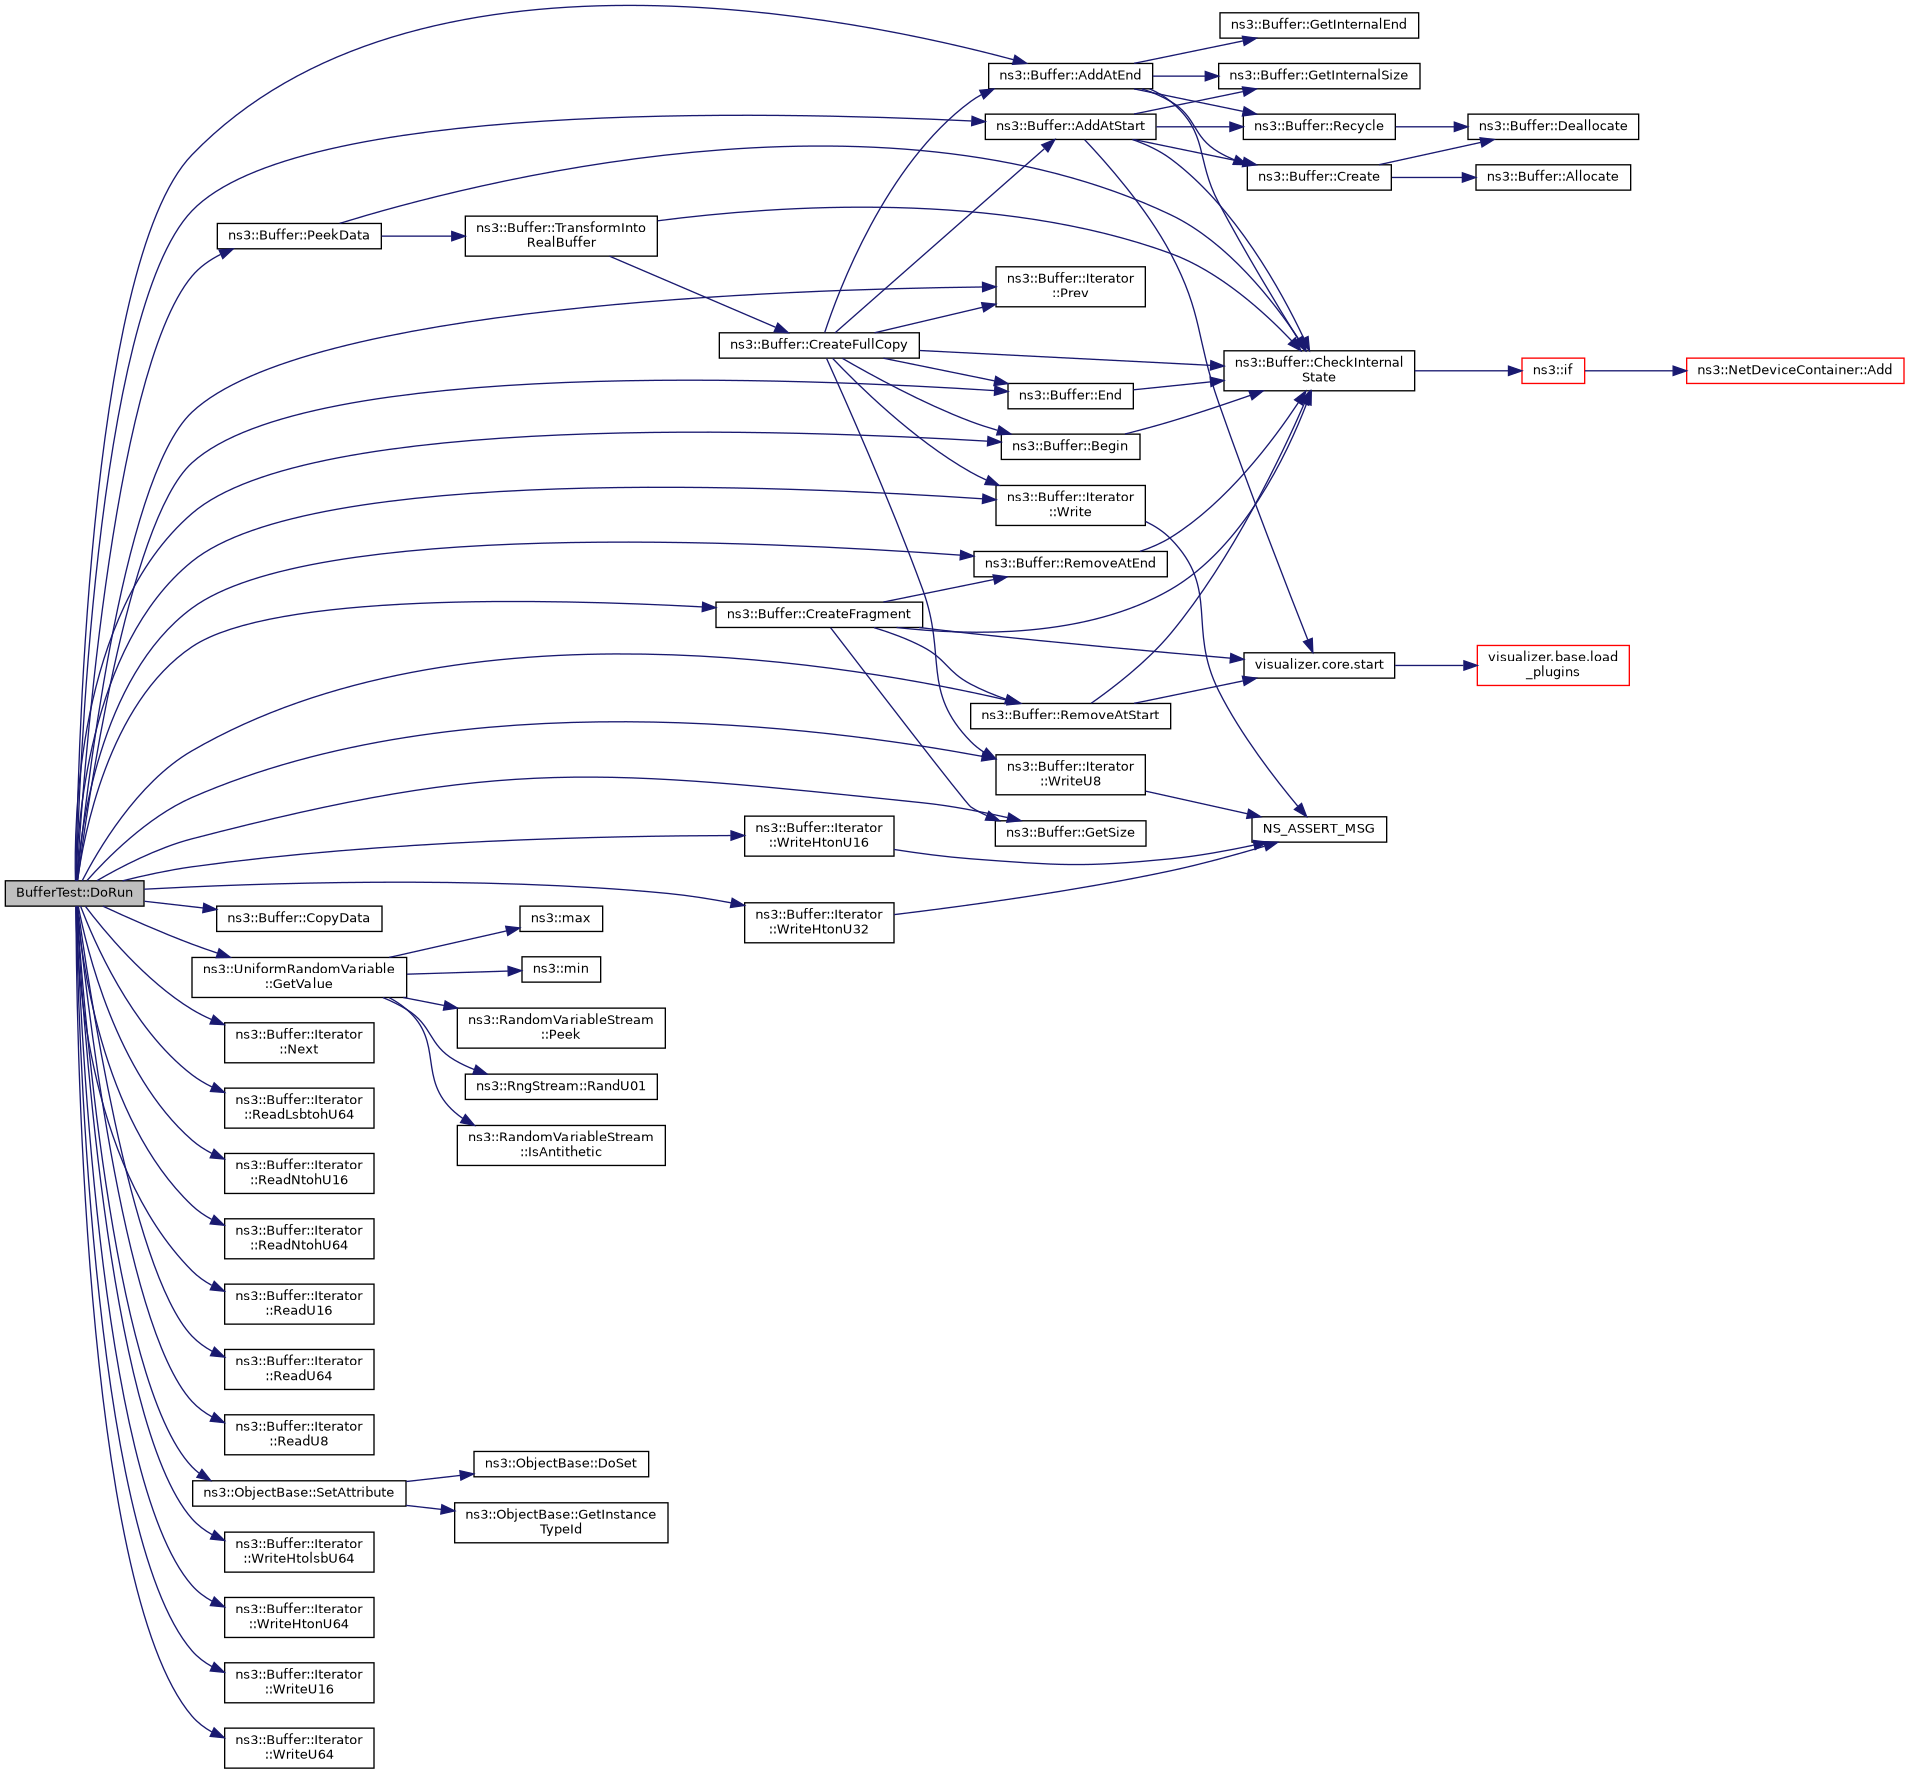 ns3::Buffer::GetInternalEnd
ns3::Buffer::AddAtEnd
ns3::Buffer::GetInternalSize
ns3::Buffer::AddAtStart
ns3::Buffer::Recycle
ns3::Buffer::Deallocate
ns3::Buffer::Create
ns3::Buffer::Allocate
ns3::Buffer::PeekData
ns3::Buffer::TransformInto
RealBuffer
ns3::Buffer::Iterator
::Prev
ns3::Buffer::CreateFullCopy
ns3::Buffer::CheckInternal
State
ns3::if
ns3::NetDeviceContainer::Add
ns3::Buffer::End
ns3::Buffer::Begin
ns3::Buffer::Iterator
::Write
ns3::Buffer::RemoveAtEnd
ns3::Buffer::CreateFragment
visualizer.core.start
visualizer.base.load
_plugins
ns3::Buffer::RemoveAtStart
ns3::Buffer::Iterator
::WriteU8
ns3::Buffer::GetSize
NS_ASSERT_MSG
ns3::Buffer::Iterator
::WriteHtonU16
BufferTest::DoRun
ns3::Buffer::CopyData
ns3::max
ns3::Buffer::Iterator
::WriteHtonU32
ns3::UniformRandomVariable
::GetValue
ns3::min
ns3::RandomVariableStream
::Peek
ns3::Buffer::Iterator
::Next
ns3::RngStream::RandU01
ns3::Buffer::Iterator
::ReadLsbtohU64
ns3::RandomVariableStream
::IsAntithetic
ns3::Buffer::Iterator
::ReadNtohU16
ns3::Buffer::Iterator
::ReadNtohU64
ns3::Buffer::Iterator
::ReadU16
ns3::Buffer::Iterator
::ReadU64
ns3::Buffer::Iterator
::ReadU8
ns3::ObjectBase::DoSet
ns3::ObjectBase::SetAttribute
ns3::ObjectBase::GetInstance
TypeId
ns3::Buffer::Iterator
::WriteHtolsbU64
ns3::Buffer::Iterator
::WriteHtonU64
ns3::Buffer::Iterator
::WriteU16
ns3::Buffer::Iterator
::WriteU64